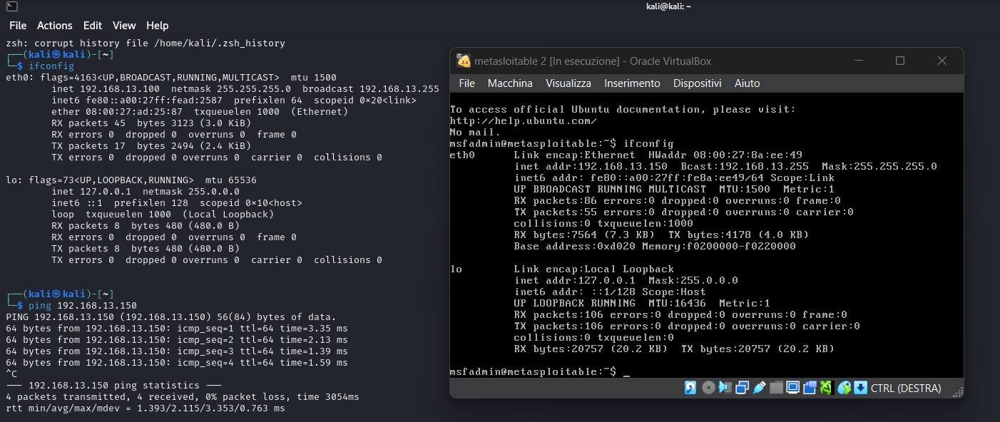 kali@kali: ~
File Actions Edit View Help
zsh: corrupt history file /home/kali/.zsh_history
┌──(kali㉿kali)-[~]
└─$ ifconfig
eth0: flags=4163<UP,BROADCAST,RUNNING,MULTICAST> mtu 1500
inet 192.168.13.100 netmask 255.255.255.0 broadcast 192.168.13.255
inet6 fe80::a00:27ff:fead:2587 prefixlen 64 scopeid 0×20<link>
ether 08:00:27:ad:25:87 txqueuelen 1000 (Ethernet)
RX packets 45 bytes 3123 (3.0 KiB)
RX errors 0 dropped 0 overruns 0 frame 0
TX packets 17 bytes 2494 (2.4 KiB)
TX errors 0 dropped 0 overruns 0 carrier 0 collisions 0
lo: flags=73<UP,LOOPBACK,RUNNING> mtu 65536
inet 127.0.0.1 netmask 255.0.0.0
inet6 ::1 prefixlen 128 scopeid 0×10<host>
loop txqueuelen 1000 (Local Loopback)
RX packets 8 bytes 480 (480.0 B)
RX errors 0 dropped 0 overruns 0 frame 0
TX packets 8 bytes 480 (480.0 B)
TX errors 0 dropped 0 overruns 0 carrier 0 collisions 0
┌──(kali㉿kali)-[~]
└─$ ping 192.168.13.150
PING 192.168.13.150 (192.168.13.150) 56(84) bytes of data.
64 bytes from 192.168.13.150: icmp_seq=1 ttl=64 time=3.35 ms
64 bytes from 192.168.13.150: icmp_seq=2 ttl=64 time=2.13 ms
64 bytes from 192.168.13.150: icmp_seq=3 ttl=64 time=1.39 ms
64 bytes from 192.168.13.150: icmp_seq=4 ttl=64 time=1.59 ms
^C
--- 192.168.13.150 ping statistics ---
4 packets transmitted, 4 received, 0% packet loss, time 3054ms
rtt min/avg/max/mdev = 1.393/2.115/3.353/0.763 ms
metasploitable 2 [In esecuzione] - Oracle VirtualBox
File Macchina Visualizza Inserimento Dispositivi Aiuto
To access official Ubuntu documentation, please visit:
http://help.ubuntu.com/
No mail.
msfadmin@metasploitable:~$ ifconfig
eth0 Link encap:Ethernet HWaddr 08:00:27:8a:ee:49
inet addr:192.168.13.150 Bcast:192.168.13.255 Mask:255.255.255.0
inet6 addr: fe80::a00:27ff:fe8a:ee49/64 Scope:Link
UP BROADCAST RUNNING MULTICAST MTU:1500 Metric:1
RX packets:86 errors:0 dropped:0 overruns:0 frame:0
TX packets:55 errors:0 dropped:0 overruns:0 carrier:0
collisions:0 txqueuelen:1000
RX bytes:7564 (7.3 KB) TX bytes:4178 (4.0 KB)
Base address:0xd020 Memory:f0200000-f0220000
lo Link encap:Local Loopback
inet addr:127.0.0.1 Mask:255.0.0.0
inet6 addr: ::1/128 Scope:Host
UP LOOPBACK RUNNING MTU:16436 Metric:1
RX packets:106 errors:0 dropped:0 overruns:0 frame:0
TX packets:106 errors:0 dropped:0 overruns:0 carrier:0
collisions:0 txqueuelen:0
RX bytes:20757 (20.2 KB) TX bytes:20757 (20.2 KB)
msfadmin@metasploitable:~$ _
CTRL (DESTRA)